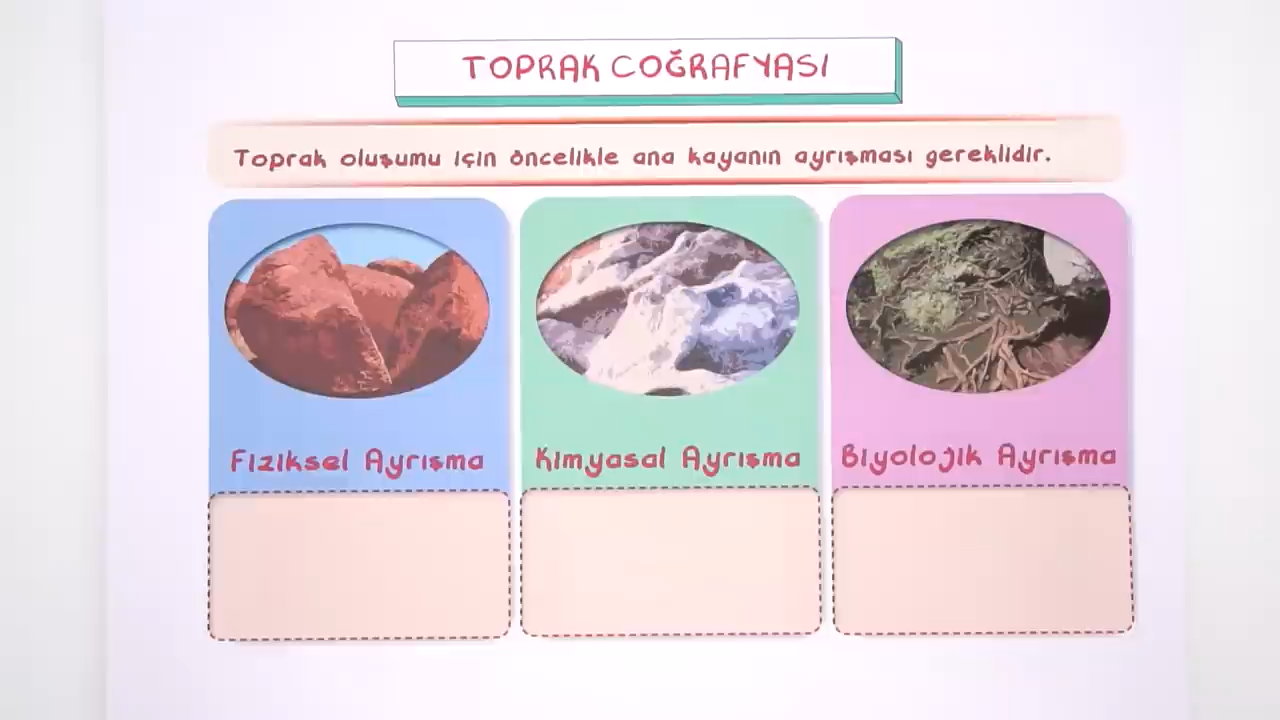 TOPRAK COĞRAFYASI
Toprak oluşumu için öncelikle ana kayanın ayrışması gereklidir.
Fiziksel Ayrışma
Kimyasal Ayrışma
Biyolojik Ayrışma